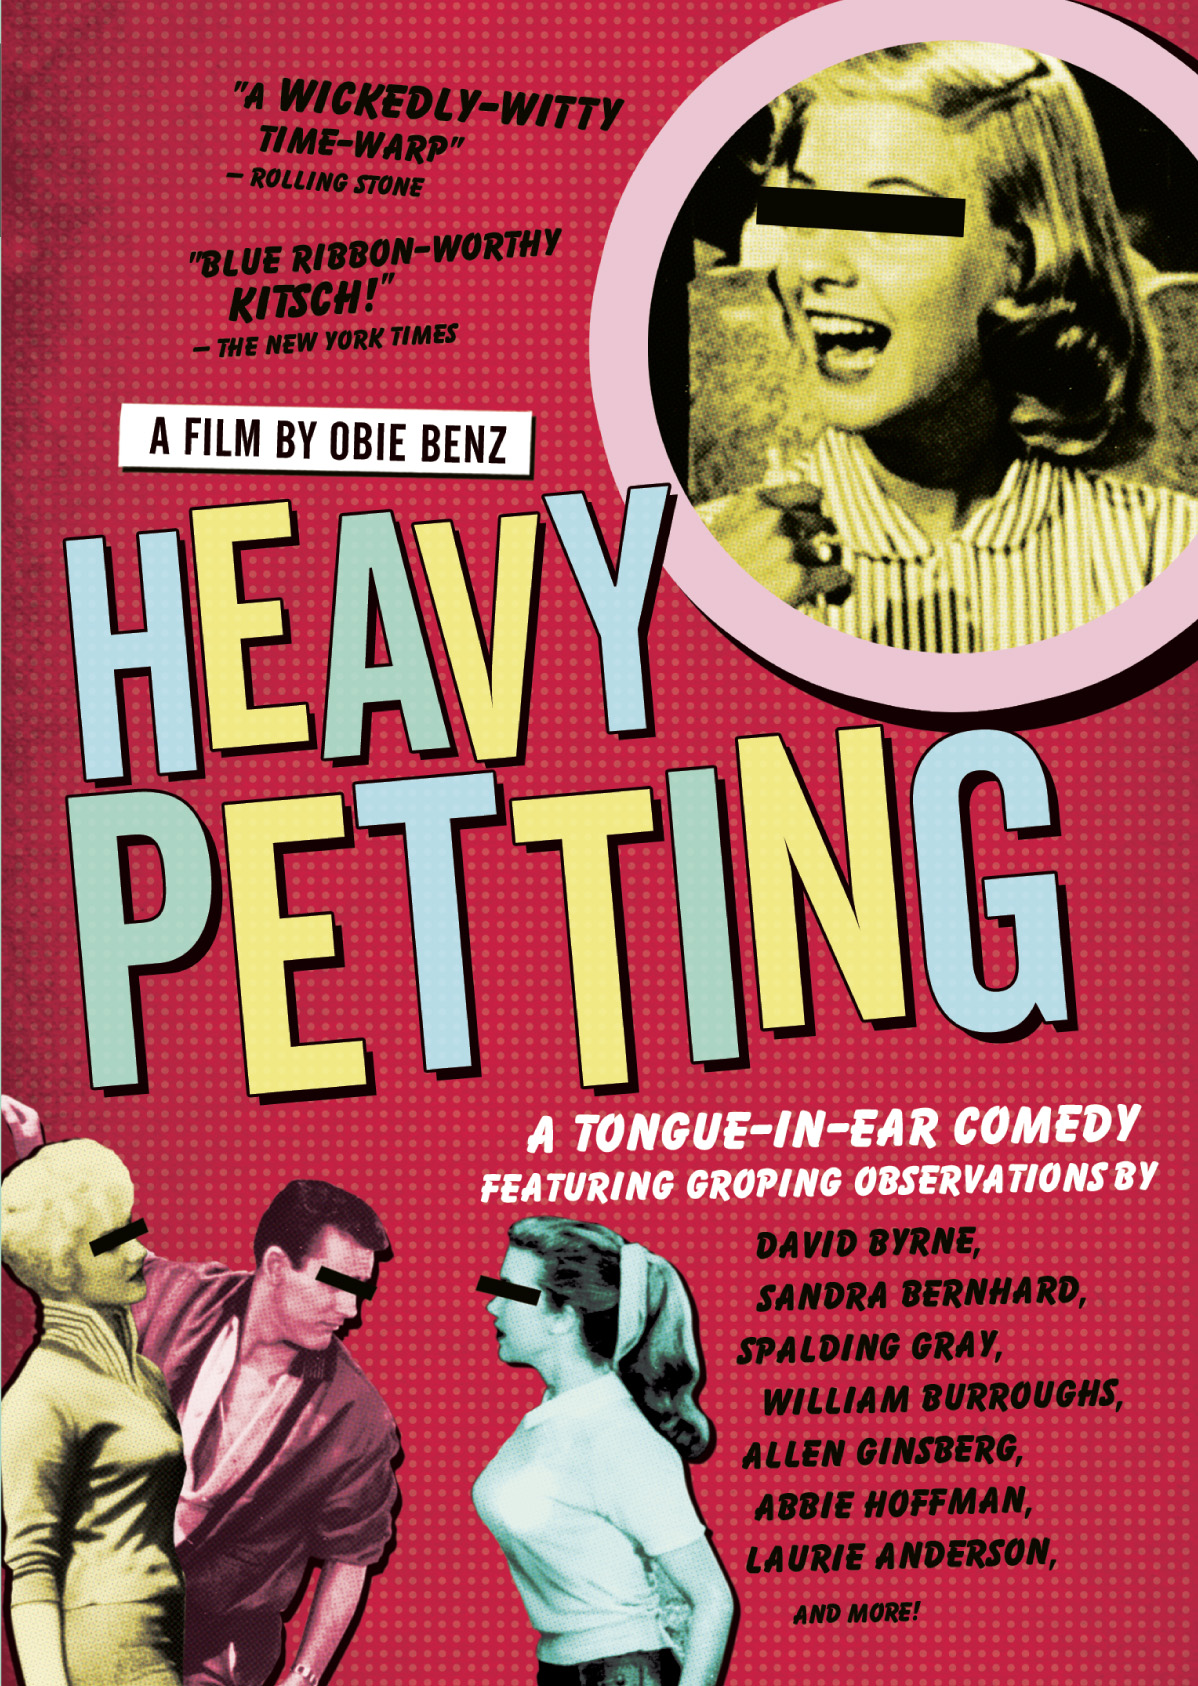 "A WICKEDLY-WITTY
TIME-WARP"
– ROLLING STONE
"BLUE RIBBON-WORTHY
KITSCH!"
– THE NEW YORK TIMES
A FILM BY OBIE BENZ
HEAVY
PETTING
A TONGUE-IN-EAR COMEDY
FEATURING GROPING OBSERVATIONS BY
DAVID BYRNE,
SANDRA BERNHARD,
SPALDING GRAY,
WILLIAM BURROUGHS,
ALLEN GINSBERG,
ABBIE HOFFMAN,
LAURIE ANDERSON,
AND MORE!